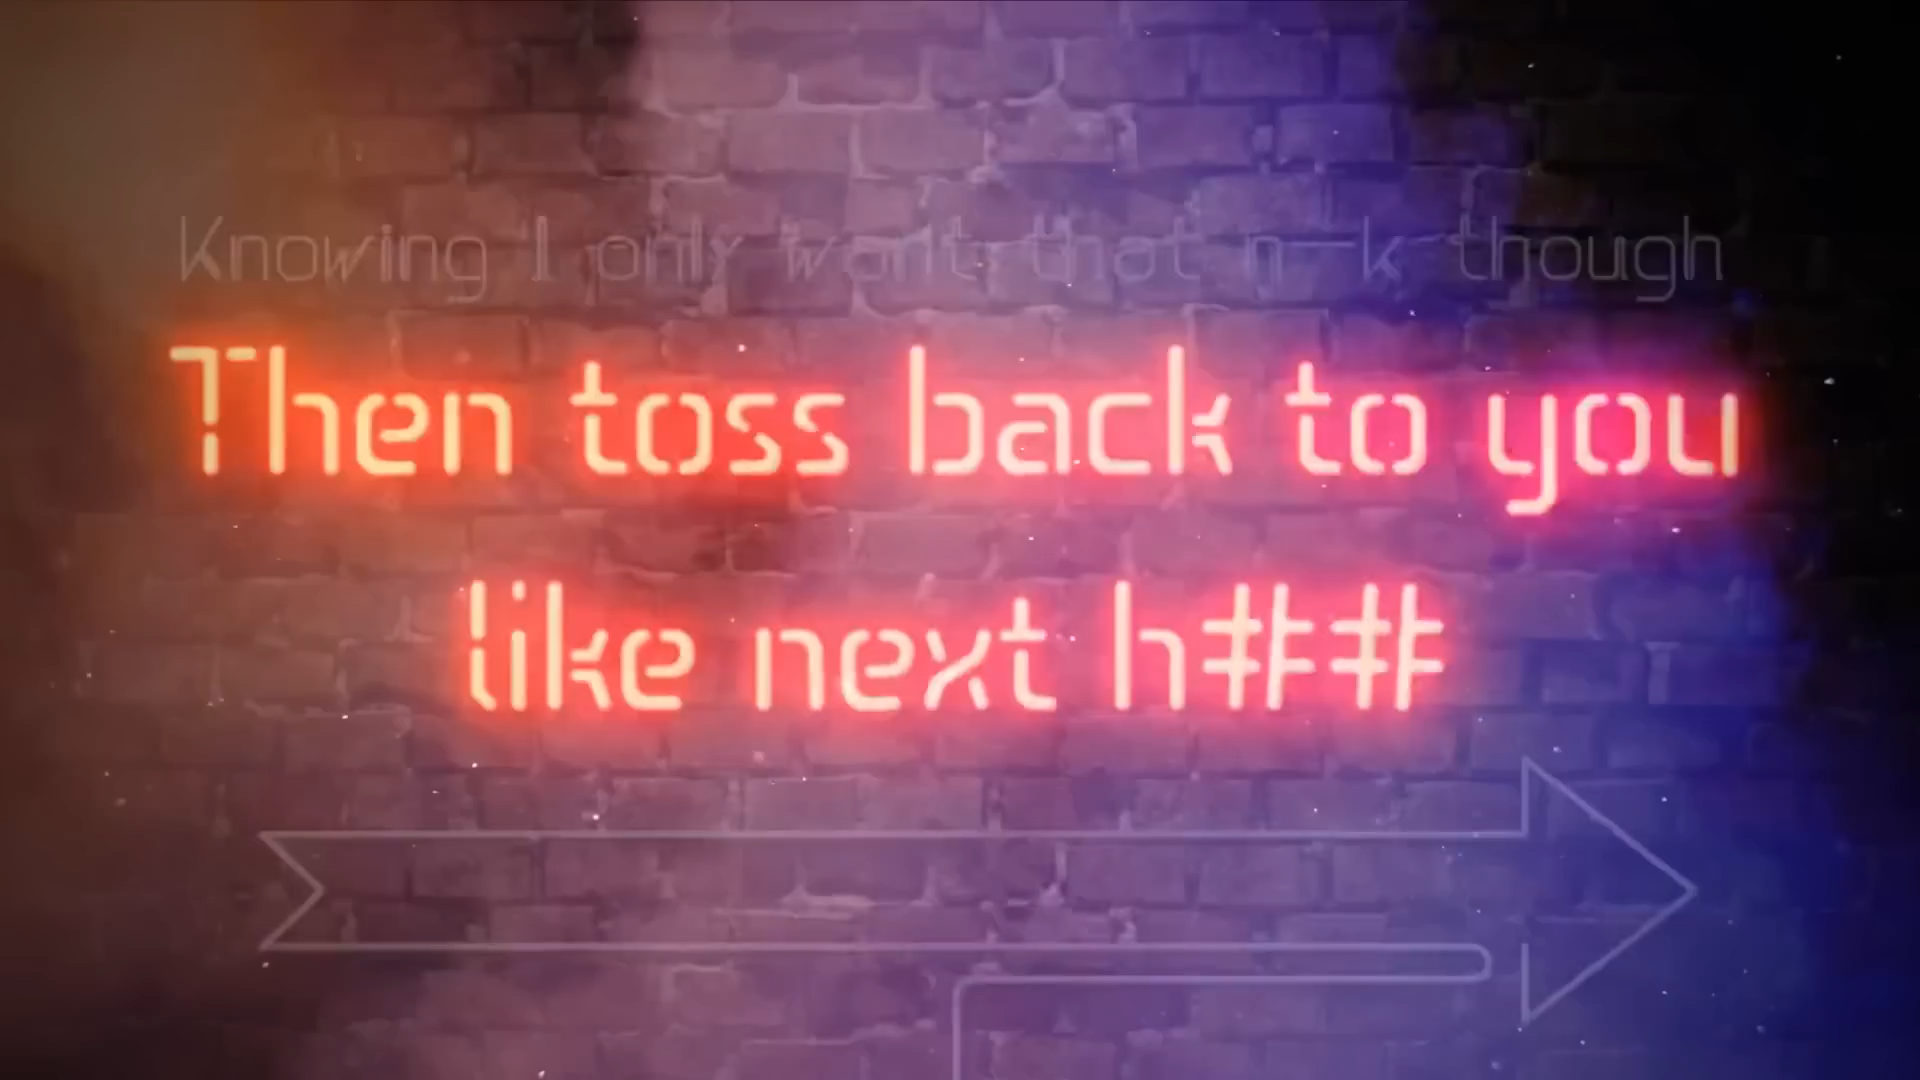 Knowing I only want that n—k though
Then toss back to you
like next h##